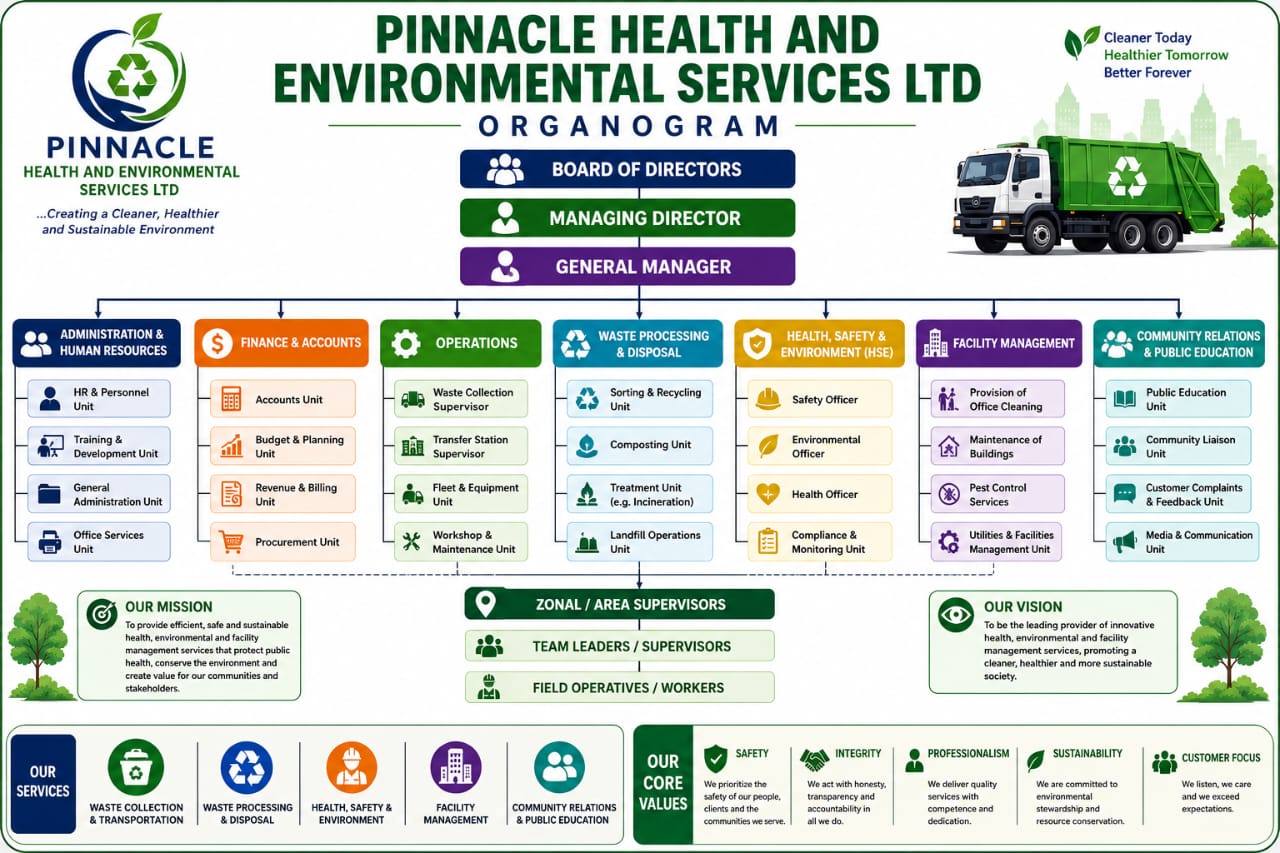 PINNACLE
HEALTH AND ENVIRONMENTAL
SERVICES LTD
...Creating a Cleaner, Healthier
and Sustainable Environment
PINNACLE HEALTH AND
ENVIRONMENTAL SERVICES LTD
ORGANOGRAM
Cleaner Today
Healthier Tomorrow
Better Forever
BOARD OF DIRECTORS
MANAGING DIRECTOR
GENERAL MANAGER
ADMINISTRATION &
HUMAN RESOURCES
HR & Personnel
Unit
Training &
Development Unit
General
Administration Unit
Office Services
Unit
FINANCE & ACCOUNTS
Accounts Unit
Budget & Planning
Unit
Revenue & Billing
Unit
Procurement Unit
OPERATIONS
Waste Collection
Supervisor
Transfer Station
Supervisor
Fleet & Equipment
Unit
Workshop &
Maintenance Unit
WASTE PROCESSING
& DISPOSAL
Sorting & Recycling
Unit
Composting Unit
Treatment Unit
(e.g. Incineration)
Landfill Operations
Unit
HEALTH, SAFETY &
ENVIRONMENT (HSE)
Safety Officer
Environmental
Officer
Health Officer
Compliance &
Monitoring Unit
FACILITY MANAGEMENT
Provision of
Office Cleaning
Maintenance of
Buildings
Pest Control
Services
Utilities & Facilities
Management Unit
COMMUNITY RELATIONS
& PUBLIC EDUCATION
Public Education
Unit
Community Liaison
Unit
Customer Complaints
& Feedback Unit
Media & Communication
Unit
ZONAL / AREA SUPERVISORS
TEAM LEADERS / SUPERVISORS
FIELD OPERATIVES / WORKERS
OUR MISSION
To provide efficient, safe and sustainable
health, environmental and facility
management services that protect public
health, conserve the environment and
create value for our communities and
stakeholders.
OUR VISION
To be the leading provider of innovative
health, environmental and facility
management services, promoting a
cleaner, healthier and more sustainable
society.
OUR
SERVICES
WASTE COLLECTION
& TRANSPORTATION
WASTE PROCESSING
& DISPOSAL
HEALTH, SAFETY &
ENVIRONMENT
FACILITY
MANAGEMENT
COMMUNITY RELATIONS
& PUBLIC EDUCATION
OUR
CORE
VALUES
SAFETY
We prioritize the
safety of our people,
clients and the
communities we serve.
INTEGRITY
We act with honesty,
transparency and
accountability in
all we do.
PROFESSIONALISM
We deliver quality
services with
competence and
dedication.
SUSTAINABILITY
We are committed to
environmental
stewardship and
resource conservation.
CUSTOMER FOCUS
We listen, we care
and we exceed
expectations.